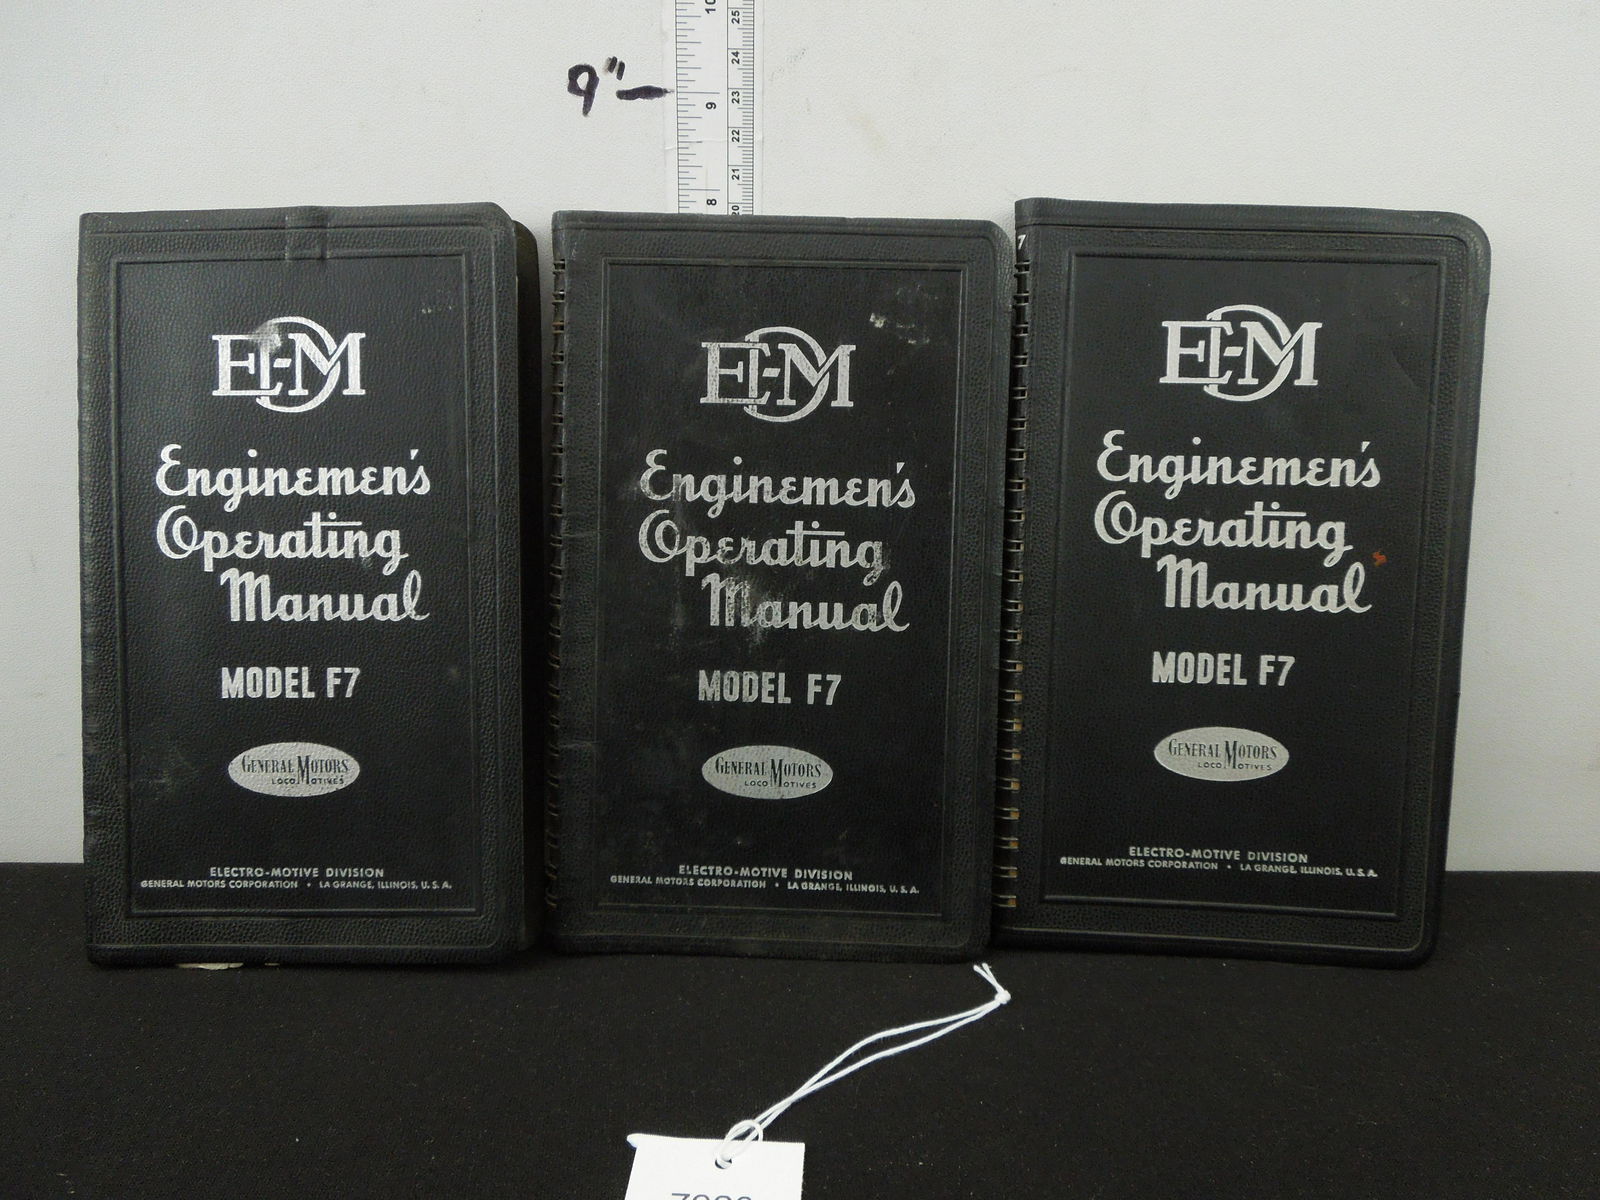 9"
10
9
8
25
24
23
22
21
20
EMD
Enginemen's
Operating
Manual
MODEL F7
GENERAL MOTORS
LOCOMOTIVES
ELECTRO-MOTIVE DIVISION
GENERAL MOTORS CORPORATION • LA GRANGE, ILLINOIS, U.S.A.
EMD
Enginemen's
Operating
Manual
MODEL F7
GENERAL MOTORS
LOCOMOTIVES
ELECTRO-MOTIVE DIVISION
GENERAL MOTORS CORPORATION • LA GRANGE, ILLINOIS, U.S.A.
7
EMD
Enginemen's
Operating
Manual
MODEL F7
GENERAL MOTORS
LOCOMOTIVES
ELECTRO-MOTIVE DIVISION
GENERAL MOTORS CORPORATION • LA GRANGE, ILLINOIS, U.S.A.